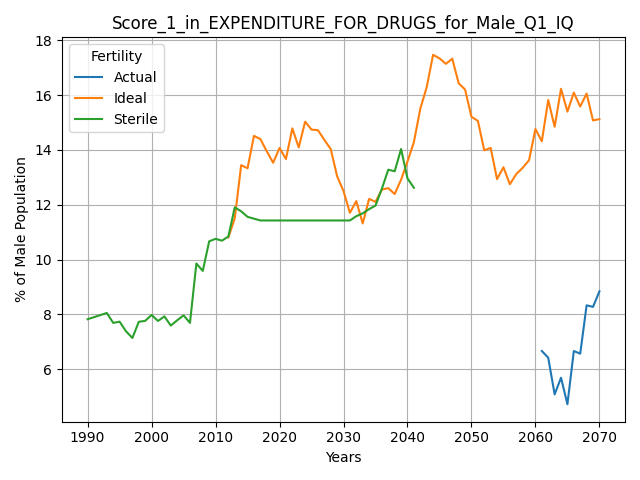 Score_1_in_EXPENDITURE_FOR_DRUGS_for_Male_Q1_IQ
Fertility
Actual
Ideal
Sterile
% of Male Population
18
16
14
12
10
8
6
1990 2000 2010 2020 2030 2040 2050 2060 2070
Years